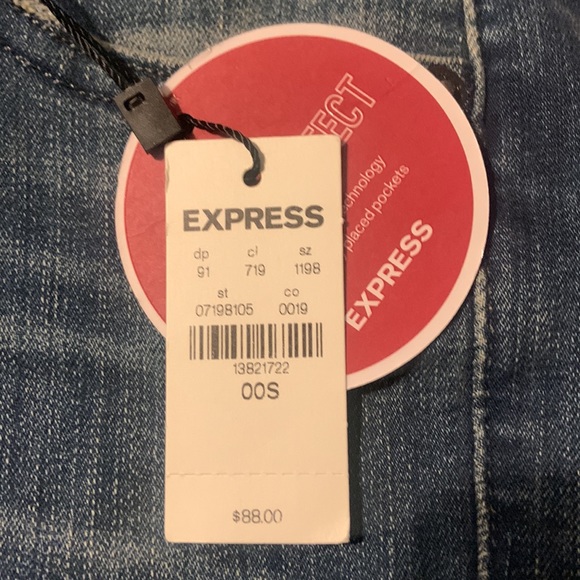 EXPRESS
dp cl sz
91 719 1198
st co
07198105 0019
13821722
00S
$88.00
technology
placed pockets
EXPRESS